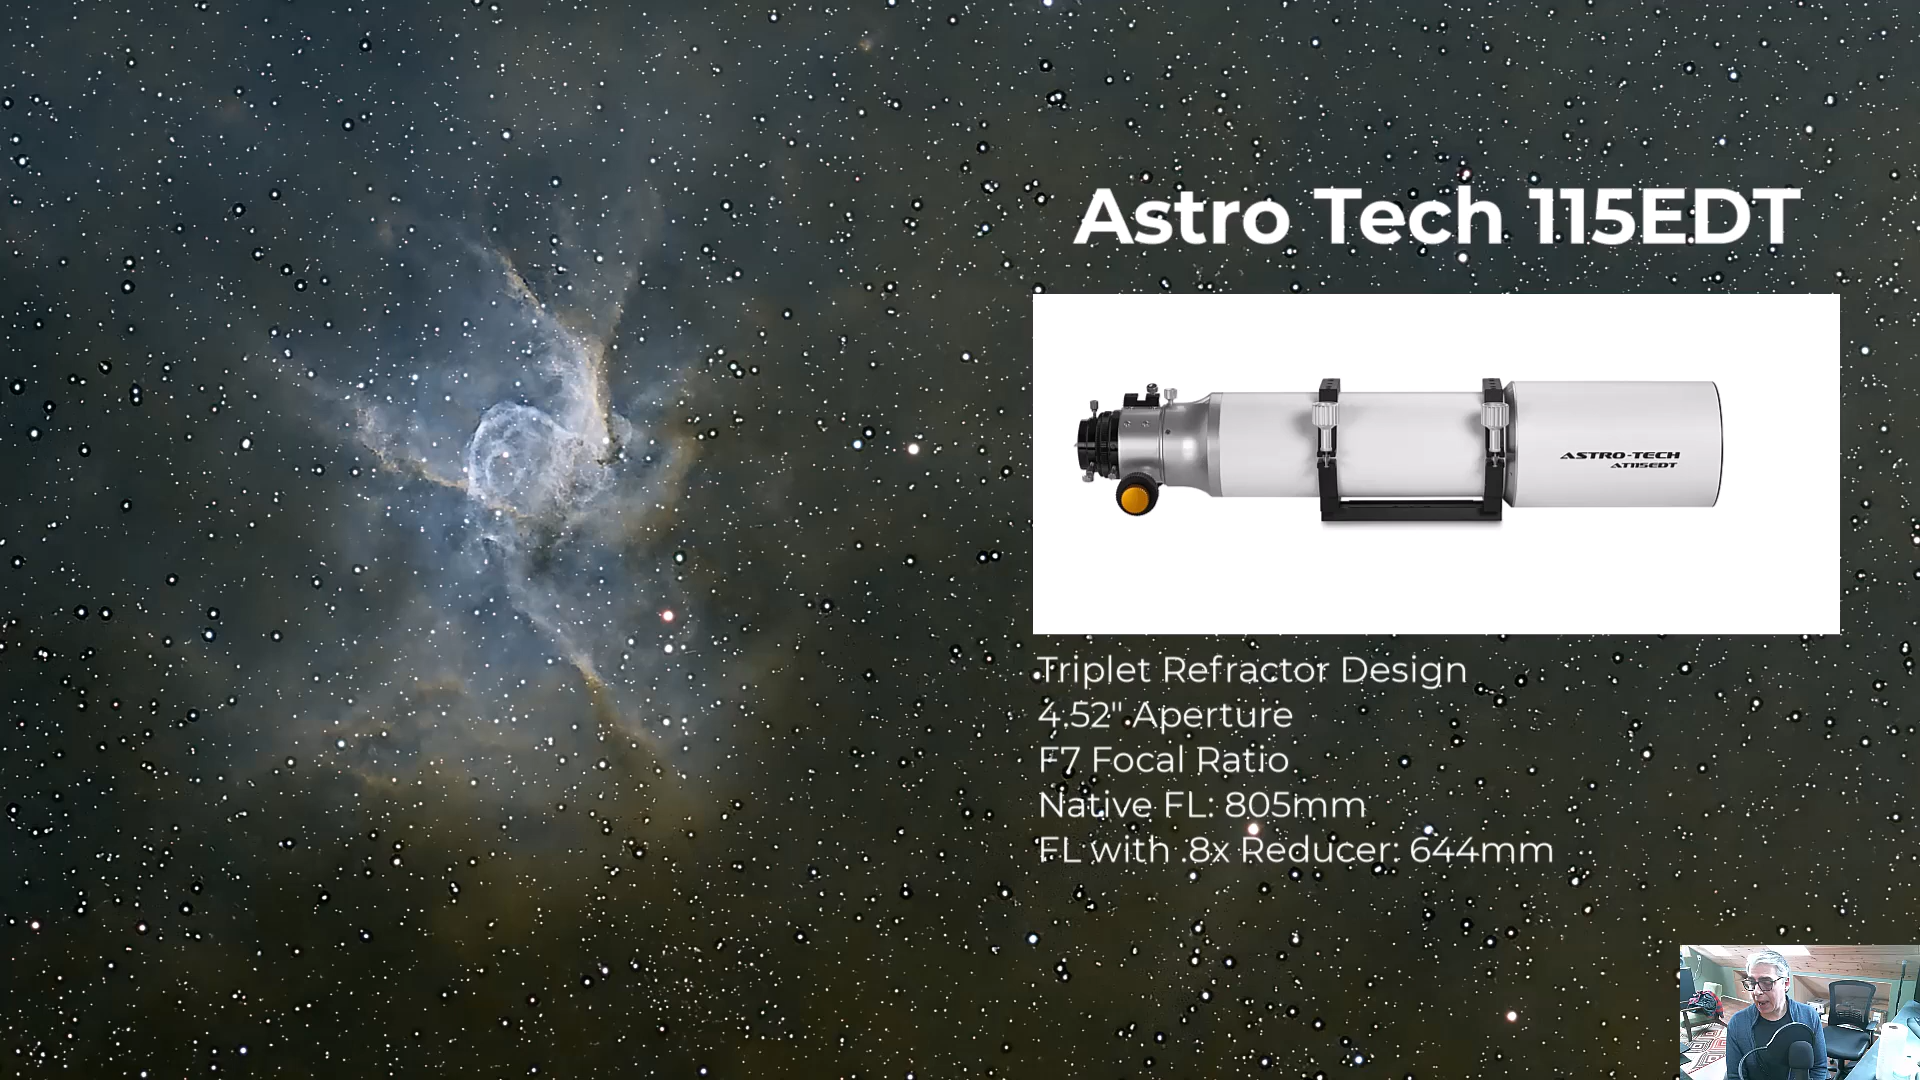 Astro Tech 115EDT
ASTRO-TECH
AT115EDT
Triplet Refractor Design
4.52" Aperture
F7 Focal Ratio
Native FL: 805mm
FL with .8x Reducer: 644mm